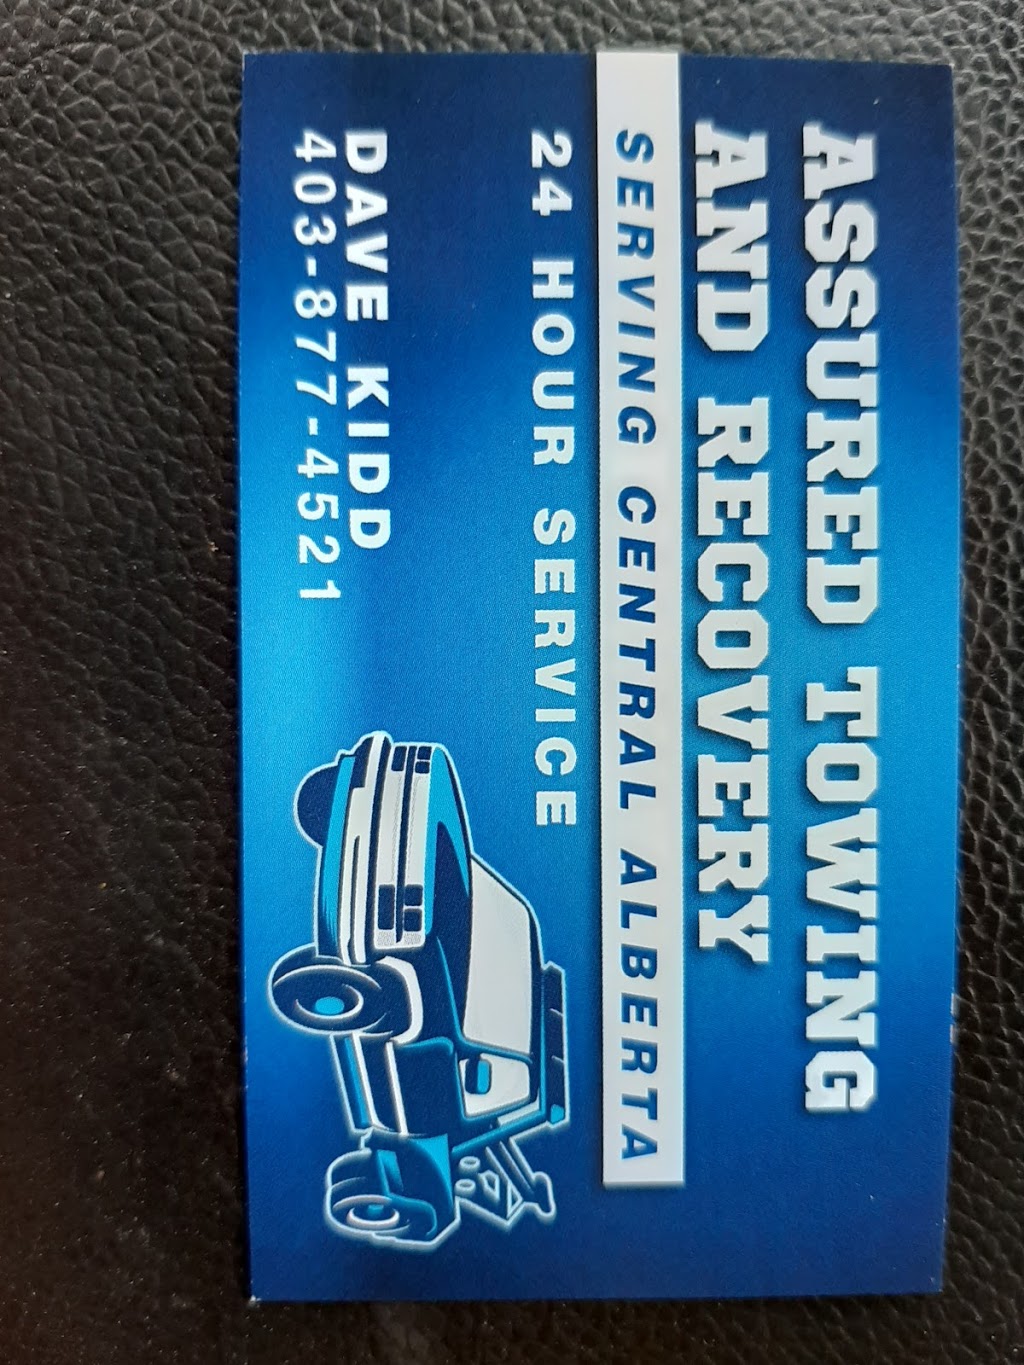 ASSURED TOWING
AND RECOVERY
SERVING CENTRAL ALBERTA
24 HOUR SERVICE
DAVE KIDD
403-877-4521